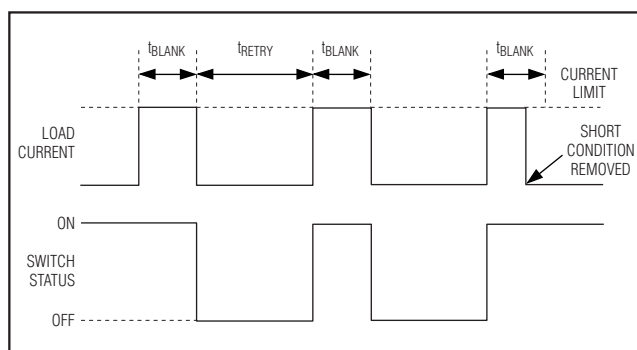 tBLANK
tRETRY
tBLANK
tBLANK
CURRENT
LIMIT
LOAD
CURRENT
SHORT
CONDITION
REMOVED
ON
SWITCH
STATUS
OFF